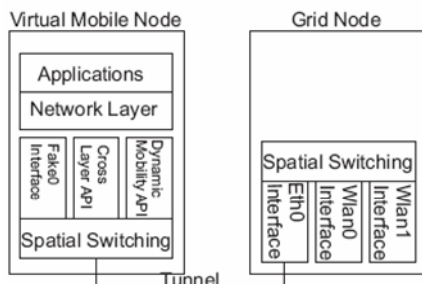 Virtual Mobile Node
Grid Node
Applications
Network Layer
Fake0
Interface
Cross
Layer API
Dynamic
Mobility API
Spatial Switching
Spatial Switching
Eth0
Interface
Wlan0
Interface
Wlan1
Interface
Tunnel